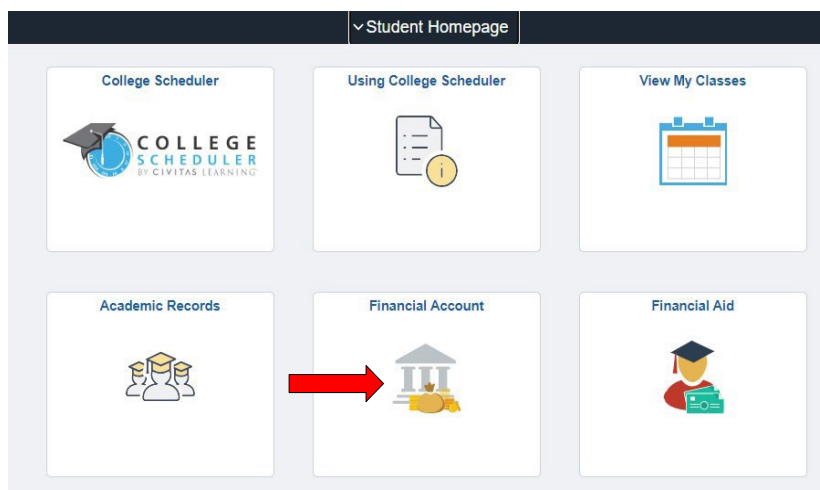 Student Homepage
College Scheduler
Using College Scheduler
View My Classes
COLLEGE
SCHEDULER
BY CIVITAS LEARNING
i
Academic Records
Financial Account
Financial Aid